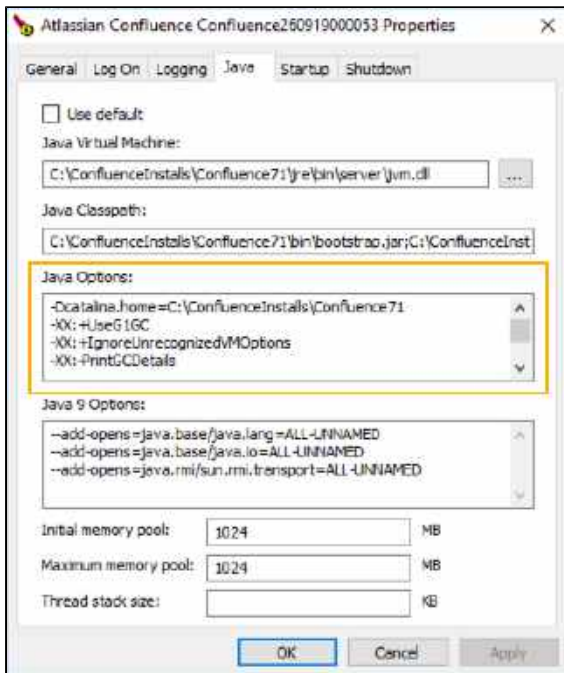 Atlassian Confluence Confluence260919000053 Properties
General Log On Logging Java Startup Shutdown
Use default
Java Virtual Machine:
C:\ConfluenceInstalls\Confluence71\jre\bin\server\jvm.dll ...
Java Classpath:
C:\ConfluenceInstalls\Confluence71\bin\bootstrap.jar;C:\ConfluenceInst
Java Options:
-Dcatalina.home=C:\ConfluenceInstalls\Confluence71
-XX:+UseG1GC
-XX:+IgnoreUnrecognizedVMOptions
-XX:-PrintGCDetails
Java 9 Options:
--add-opens=java.base/java.lang=ALL-UNNAMED
--add-opens=java.base/java.io=ALL-UNNAMED
--add-opens=java.rmi/sun.rmi.transport=ALL-UNNAMED
Initial memory pool: 1024 MB
Maximum memory pool: 1024 MB
Thread stack size: KB
OK Cancel Apply